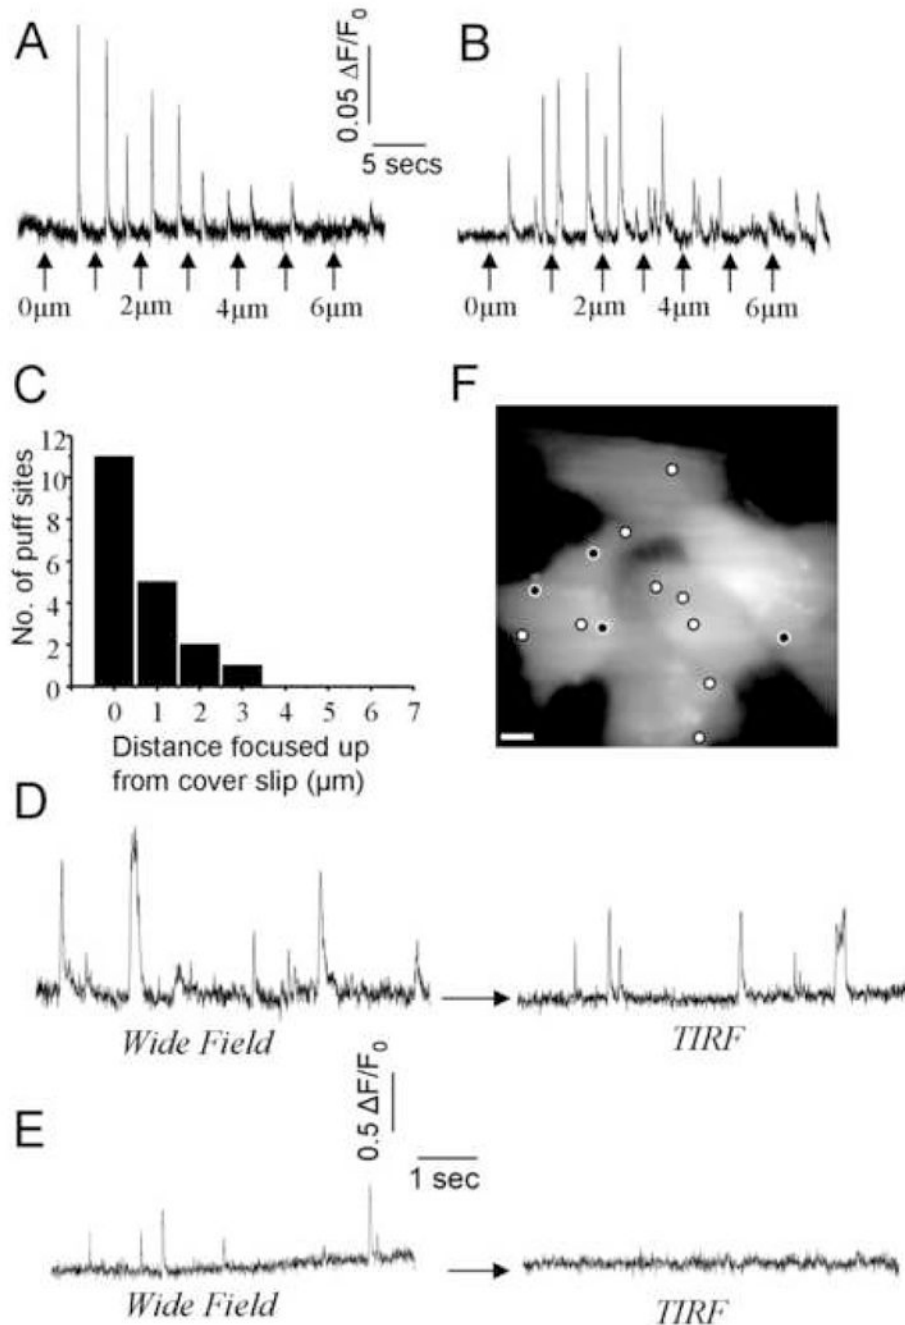 A
B
0.05 ΔF/F0
5 secs
0µm
2µm
4µm
6µm
0µm
2µm
4µm
6µm
C
F
No. of puff sites
12
10
8
6
4
2
0
0 1 2 3 4 5 6 7
Distance focused up
from cover slip (µm)
D
Wide Field
TIRF
0.5 ΔF/F0
1 sec
E
Wide Field
TIRF